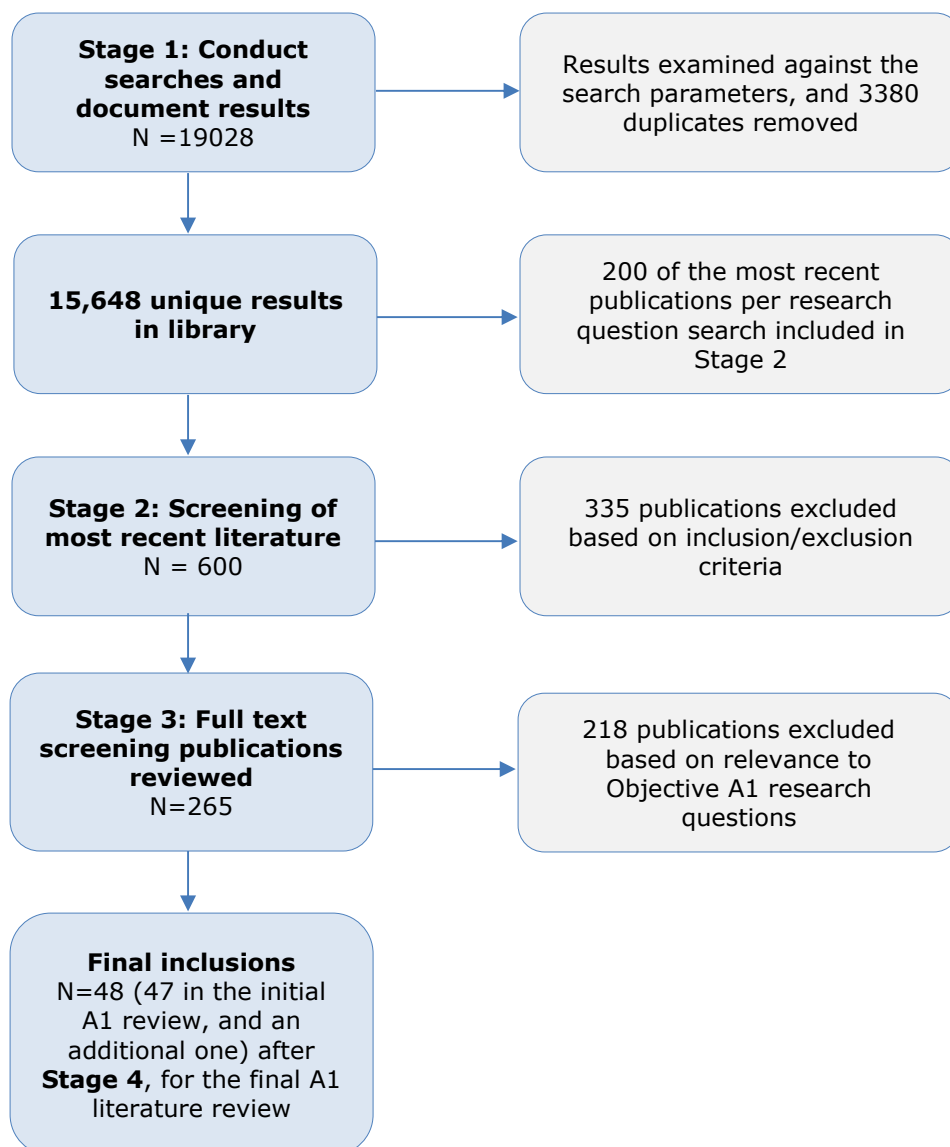 Stage 1: Conduct
searches and
document results
N =19028
Results examined against the
search parameters, and 3380
duplicates removed
15,648 unique results
in library
200 of the most recent
publications per research
question search included in
Stage 2
Stage 2: Screening of
most recent literature
N = 600
335 publications excluded
based on inclusion/exclusion
criteria
Stage 3: Full text
screening publications
reviewed
N=265
218 publications excluded
based on relevance to
Objective A1 research
questions
Final inclusions
N=48 (47 in the initial
A1 review, and an
additional one) after
Stage 4, for the final A1
literature review